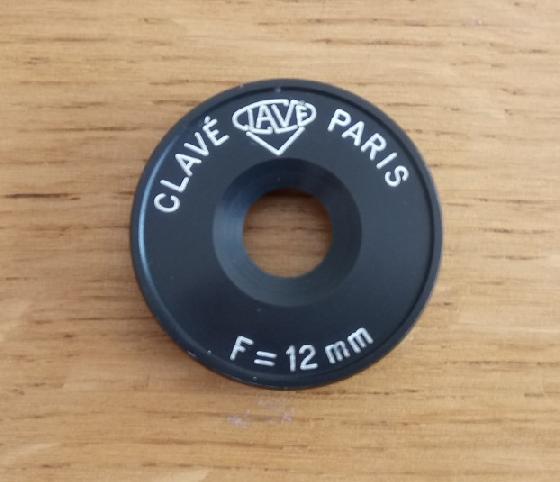 CLAVÉ CLAVÉ PARIS
F = 12 mm